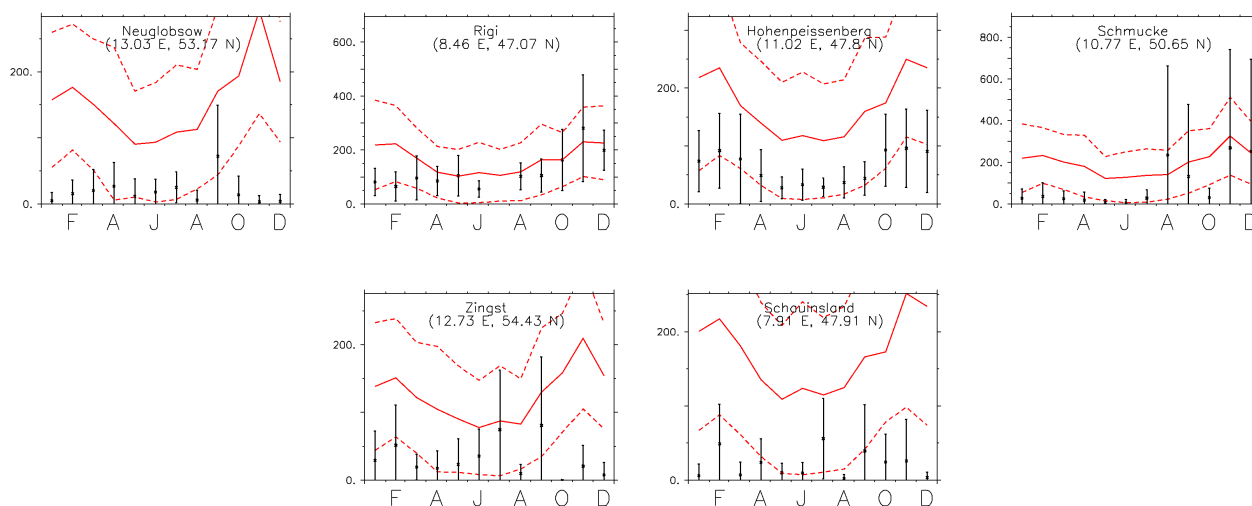 Neuglobsow
(13.03 E, 53.17 N)
200.
0.
F A J A O D
Rigi
(8.46 E, 47.07 N)
600.
400.
200.
0.
F A J A O D
Hohenpeissenberg
(11.02 E, 47.8 N)
200.
0.
F A J A O D
Schmucke
(10.77 E, 50.65 N)
800.
600.
400.
200.
0.
F A J A O D
Zingst
(12.73 E, 54.43 N)
200.
0.
F A J A O D
Schauinsland
(7.91 E, 47.91 N)
200.
0.
F A J A O D